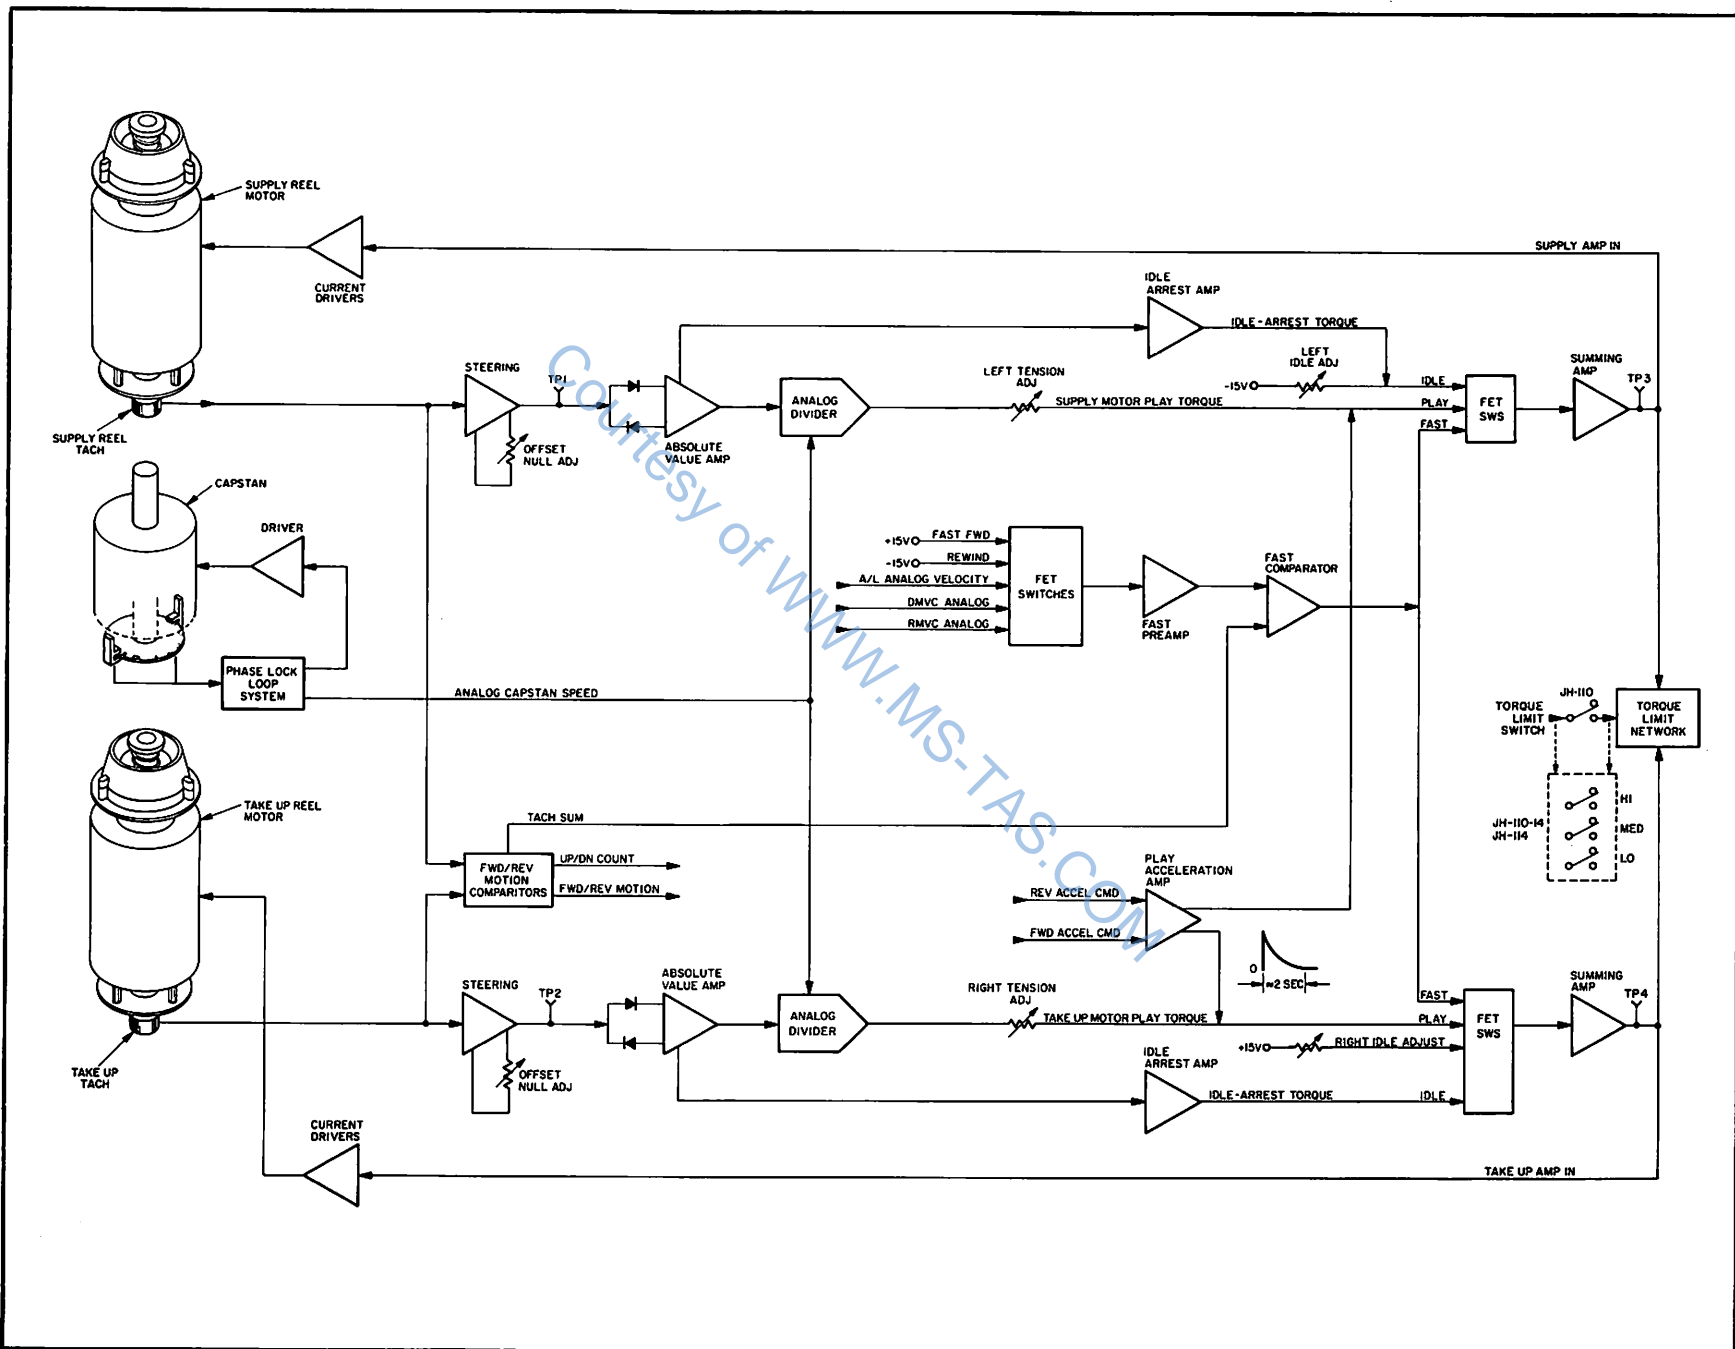 SUPPLY REEL
MOTOR
CURRENT
DRIVERS
SUPPLY AMP IN
IDLE
ARREST AMP
IDLE-ARREST TORQUE
LEFT
IDLE ADJ
-15V
IDLE
SUMMING
AMP
TP3
STEERING
TP1
LEFT TENSION
ADJ
ANALOG
DIVIDER
SUPPLY MOTOR PLAY TORQUE
PLAY
FAST
FET
SWS
SUPPLY REEL
TACH
OFFSET
NULL ADJ
ABSOLUTE
VALUE AMP
CAPSTAN
DRIVER
+15V
FAST FWD
-15V
REWIND
A/L ANALOG VELOCITY
DMVC ANALOG
RMVC ANALOG
FET
SWITCHES
FAST
PREAMP
FAST
COMPARATOR
PHASE LOCK
LOOP
SYSTEM
ANALOG CAPSTAN SPEED
JH-110
TORQUE
LIMIT
SWITCH
TORQUE
LIMIT
NETWORK
HI
JH-110-14
JH-114
MED
LO
TAKE UP REEL
MOTOR
TACH SUM
FWD/REV
MOTION
COMPARITORS
UP/DN COUNT
FWD/REV MOTION
PLAY
ACCELERATION
AMP
REV ACCEL CMD
FWD ACCEL CMD
0
≈2 SEC
STEERING
TP2
ABSOLUTE
VALUE AMP
ANALOG
DIVIDER
RIGHT TENSION
ADJ
TAKE UP MOTOR PLAY TORQUE
FAST
PLAY
+15V
RIGHT IDLE ADJUST
FET
SWS
SUMMING
AMP
TP4
TAKE UP
TACH
OFFSET
NULL ADJ
IDLE
ARREST AMP
IDLE-ARREST TORQUE
IDLE
CURRENT
DRIVERS
TAKE UP AMP IN
Courtesy of WWW.MS-TAS.COM